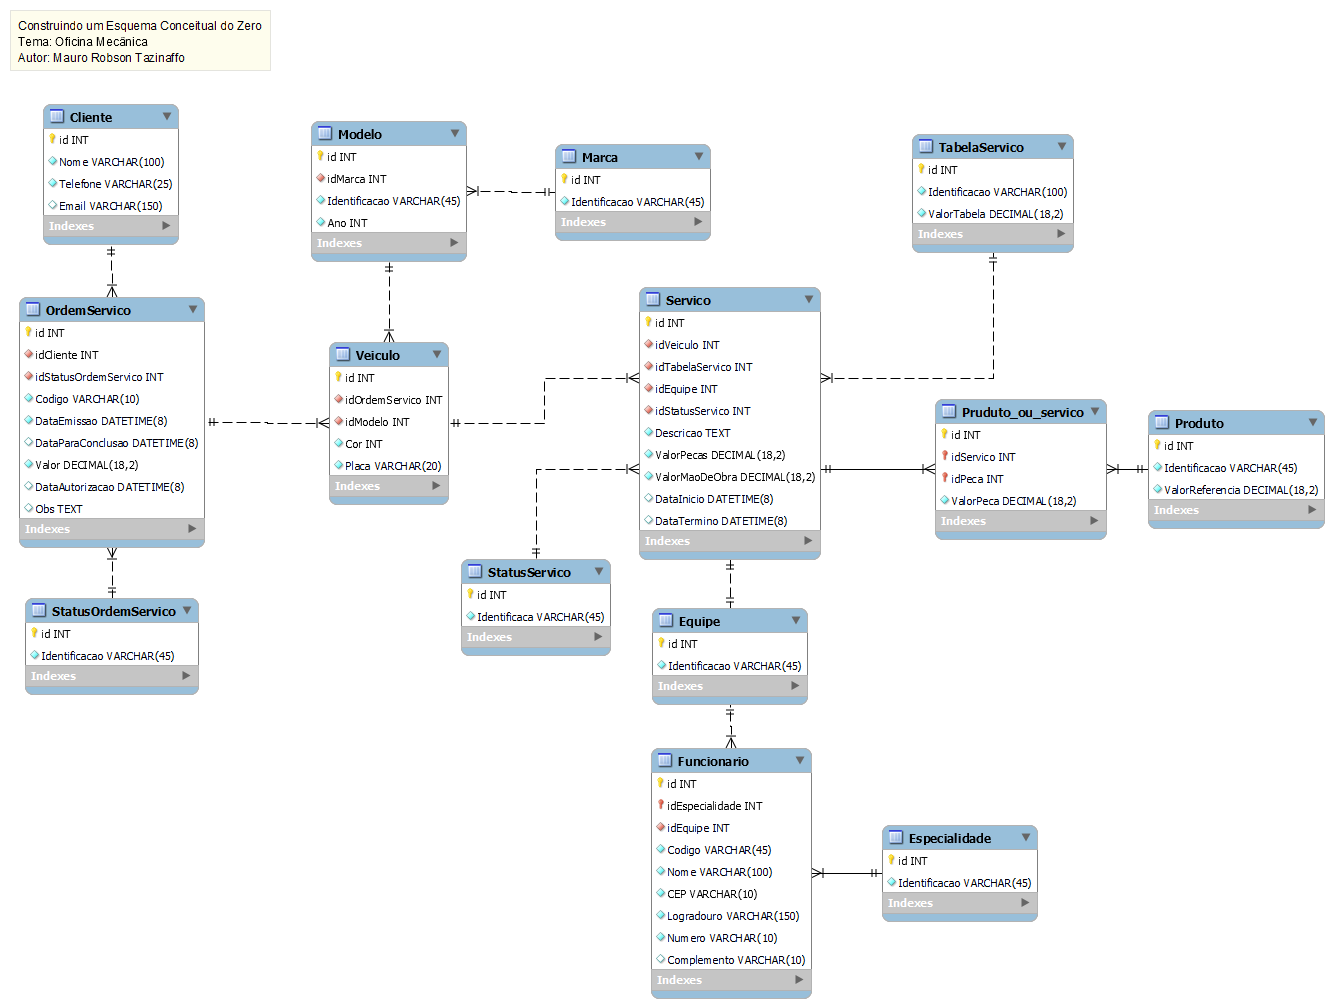 Construindo um Esquema Conceitual do Zero
Tema: Oficina Mecânica
Autor: Mauro Robson Tazinaffo
Cliente
id INT
Nome VARCHAR(100)
Telefone VARCHAR(25)
Email VARCHAR(150)
Indexes
Modelo
id INT
idMarca INT
Identificacao VARCHAR(45)
Ano INT
Indexes
Marca
id INT
Identificacao VARCHAR(45)
Indexes
TabelaServico
id INT
Identificacao VARCHAR(100)
ValorTabela DECIMAL(18,2)
Indexes
OrdemServico
id INT
idCliente INT
idStatusOrdemServico INT
Codigo VARCHAR(10)
DataEmissao DATETIME(8)
DataParaConclusao DATETIME(8)
Valor DECIMAL(18,2)
DataAutorizacao DATETIME(8)
Obs TEXT
Indexes
Veiculo
id INT
idOrdemServico INT
idModelo INT
Cor INT
Placa VARCHAR(20)
Indexes
Servico
id INT
idVeiculo INT
idTabelaServico INT
idEquipe INT
idStatusServico INT
Descricao TEXT
ValorPecas DECIMAL(18,2)
ValorMaoDeObra DECIMAL(18,2)
DataInicio DATETIME(8)
DataTermino DATETIME(8)
Indexes
Pruduto_ou_servico
id INT
idServico INT
idPeca INT
ValorPeca DECIMAL(18,2)
Indexes
Produto
id INT
Identificacao VARCHAR(45)
ValorReferencia DECIMAL(18,2)
Indexes
StatusServico
id INT
Identificaca VARCHAR(45)
Indexes
StatusOrdemServico
id INT
Identificacao VARCHAR(45)
Indexes
Equipe
id INT
Identificacao VARCHAR(45)
Indexes
Funcionario
id INT
idEspecialidade INT
idEquipe INT
Codigo VARCHAR(45)
Nome VARCHAR(100)
CEP VARCHAR(10)
Logradouro VARCHAR(150)
Numero VARCHAR(10)
Complemento VARCHAR(10)
Indexes
Especialidade
id INT
Identificacao VARCHAR(45)
Indexes